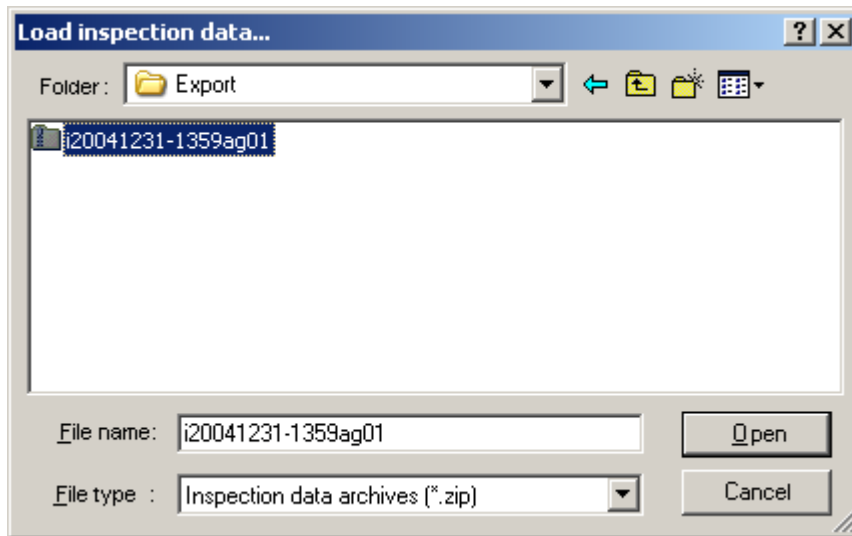 Load inspection data...
Folder: Export
i20041231-1359ag01
File name: i20041231-1359ag01 Open
File type : Inspection data archives (*.zip) Cancel